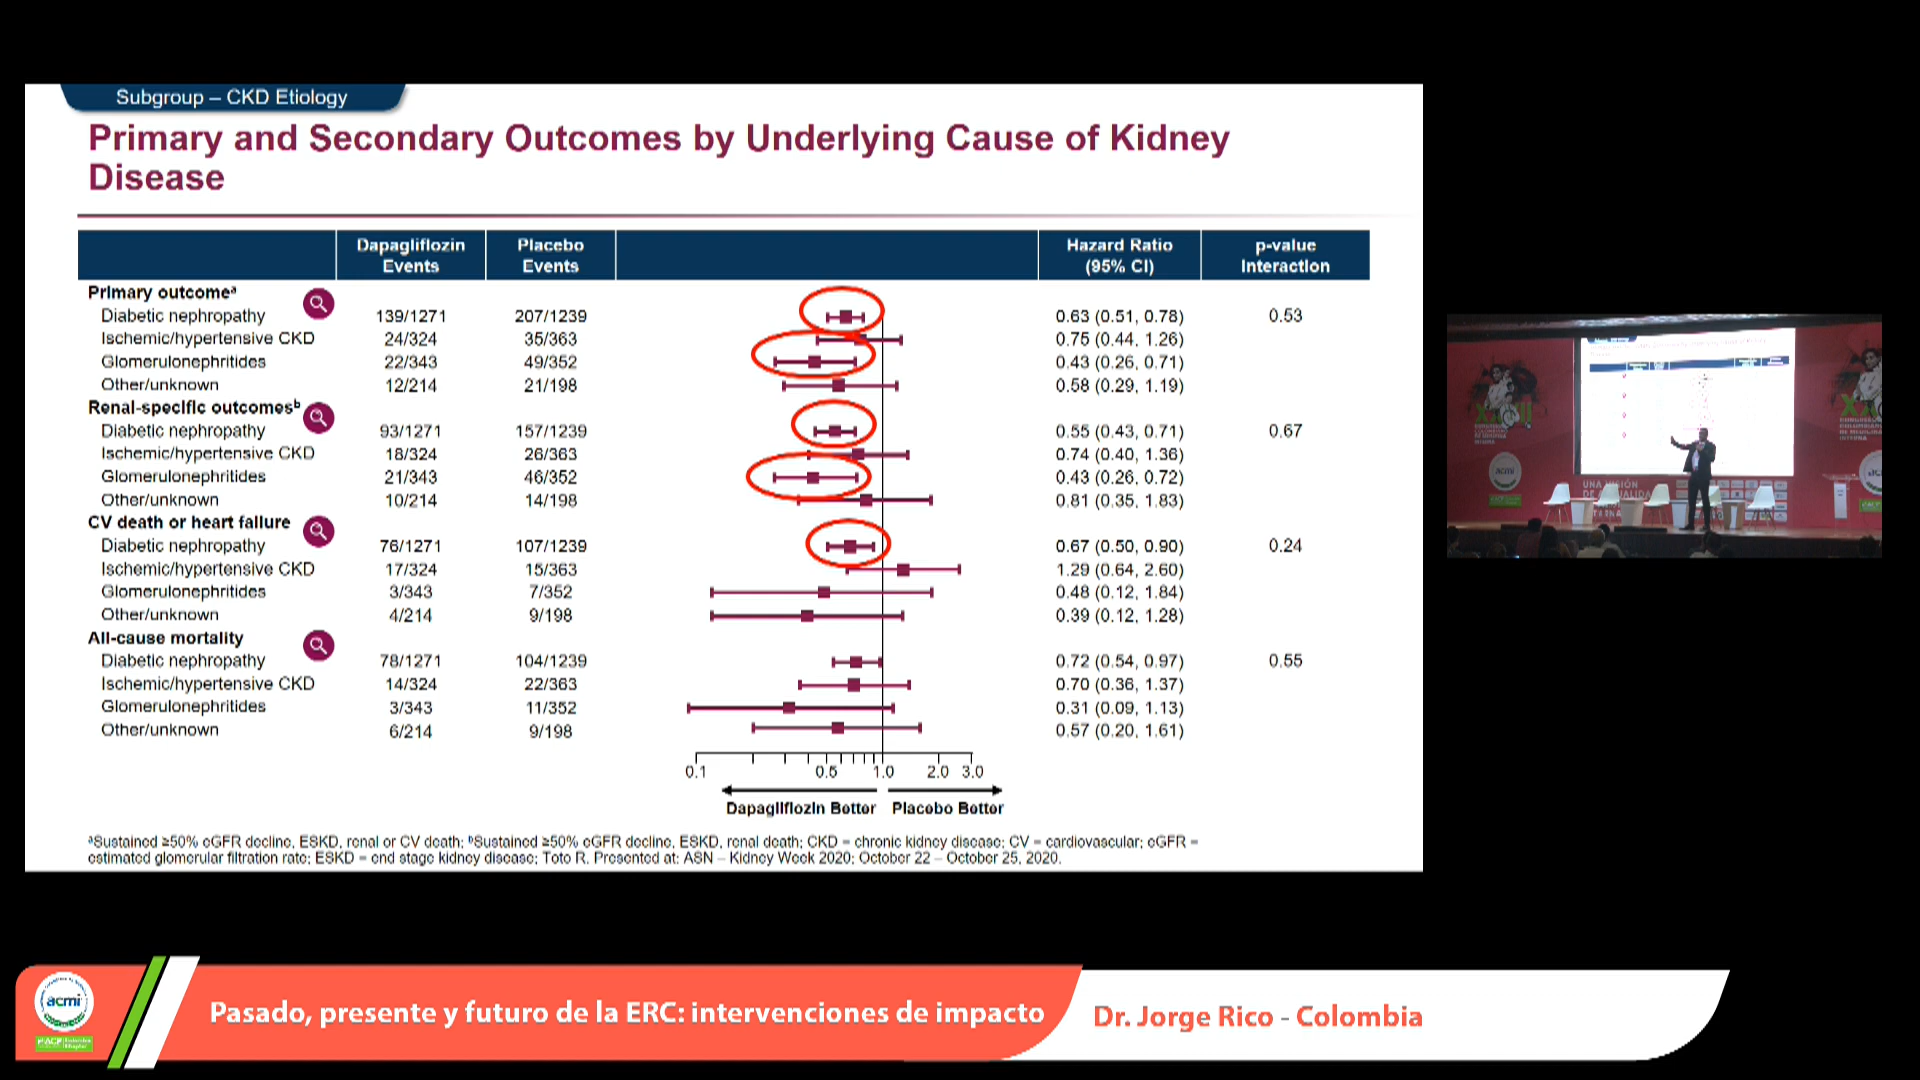 Subgroup – CKD Etiology
Primary and Secondary Outcomes by Underlying Cause of Kidney
Disease
Dapagliflozin Events Placebo Events Hazard Ratio (95% CI) p-value Interaction
Primary outcomeᵃ
Diabetic nephropathy 139/1271 207/1239 0.63 (0.51, 0.78) 0.53
Ischemic/hypertensive CKD 24/324 35/363 0.75 (0.44, 1.26)
Glomerulonephritides 22/343 49/352 0.43 (0.26, 0.71)
Other/unknown 12/214 21/198 0.58 (0.29, 1.19)
Renal-specific outcomesᵇ
Diabetic nephropathy 93/1271 157/1239 0.55 (0.43, 0.71) 0.67
Ischemic/hypertensive CKD 18/324 26/363 0.74 (0.40, 1.36)
Glomerulonephritides 21/343 46/352 0.43 (0.26, 0.72)
Other/unknown 10/214 14/198 0.81 (0.35, 1.83)
CV death or heart failure
Diabetic nephropathy 76/1271 107/1239 0.67 (0.50, 0.90) 0.24
Ischemic/hypertensive CKD 17/324 15/363 1.29 (0.64, 2.60)
Glomerulonephritides 3/343 7/352 0.48 (0.12, 1.84)
Other/unknown 4/214 9/198 0.39 (0.12, 1.28)
All-cause mortality
Diabetic nephropathy 78/1271 104/1239 0.72 (0.54, 0.97) 0.55
Ischemic/hypertensive CKD 14/324 22/363 0.70 (0.36, 1.37)
Glomerulonephritides 3/343 11/352 0.31 (0.09, 1.13)
Other/unknown 6/214 9/198 0.57 (0.20, 1.61)
0.1 0.5 1.0 2.0 3.0
Dapagliflozin Better Placebo Better
ᵃSustained ≥50% eGFR decline, ESKD, renal or CV death; ᵇSustained ≥50% eGFR decline, ESKD, renal death; CKD = chronic kidney disease; CV = cardiovascular; eGFR =
estimated glomerular filtration rate; ESKD = end stage kidney disease; Toto R. Presented at: ASN – Kidney Week 2020; October 22 – October 25, 2020.
acmi
Pasado, presente y futuro de la ERC: intervenciones de impacto
Dr. Jorge Rico - Colombia